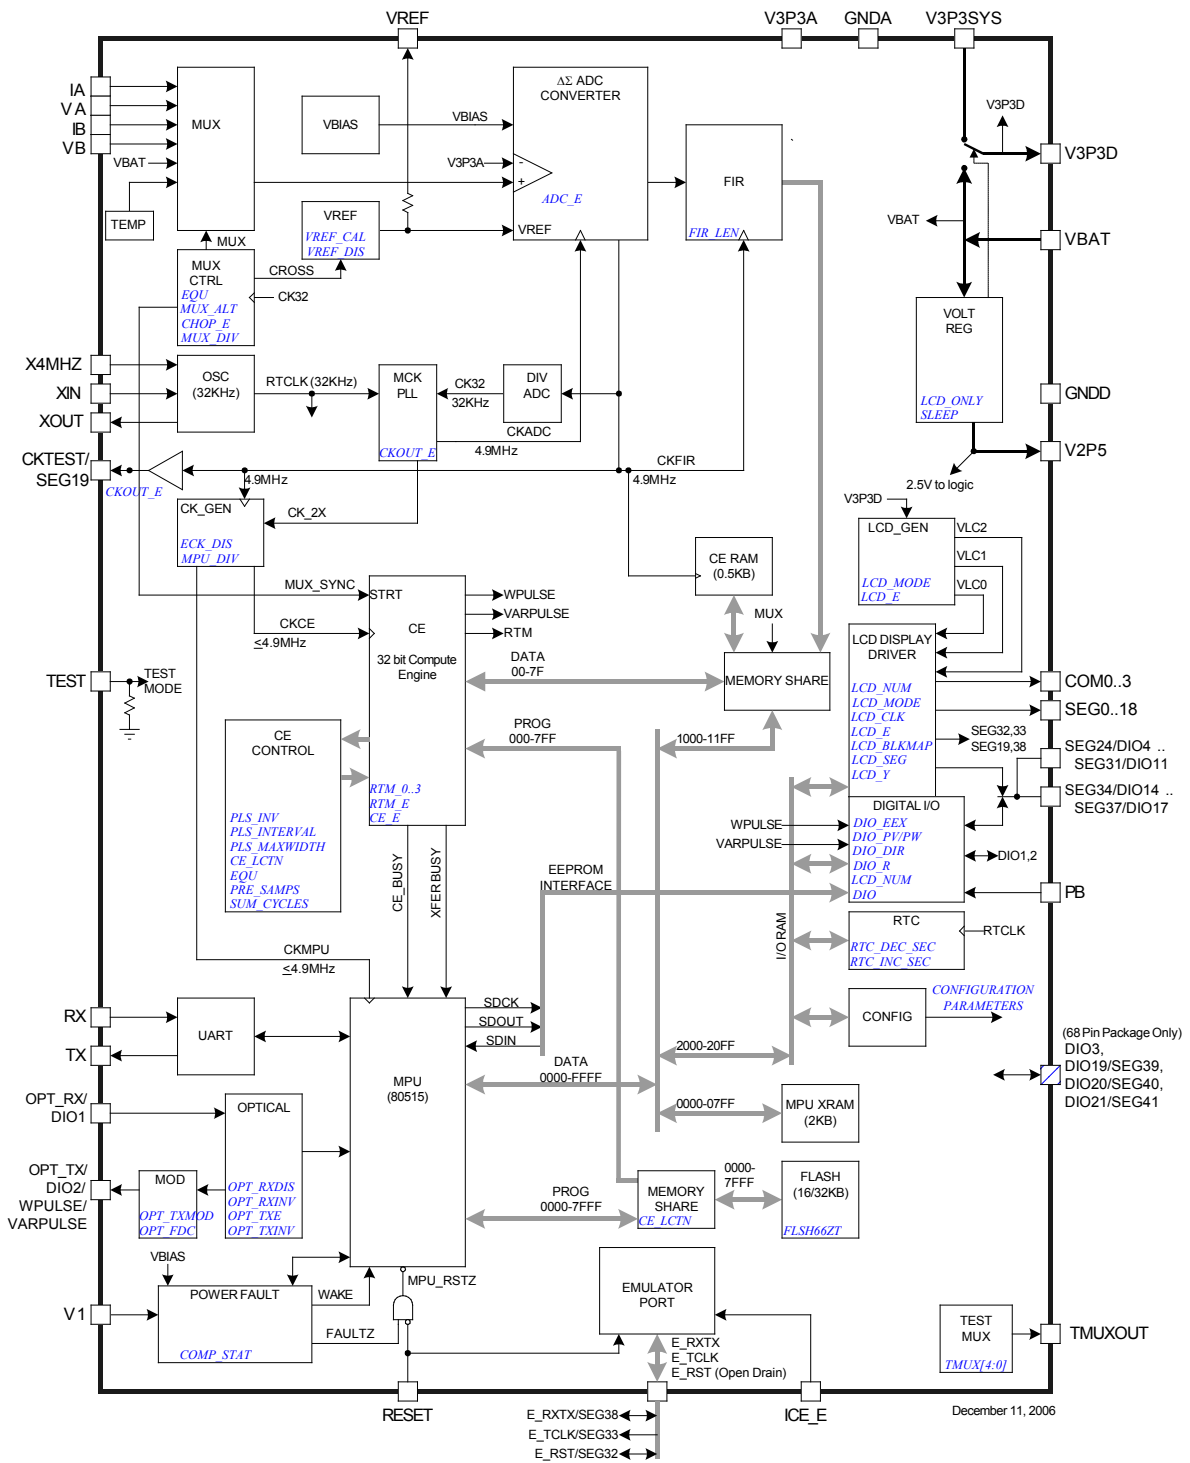 VREF
V3P3A
GNDA
V3P3SYS
IA
VA
IB
VB
VBAT
TEMP
MUX
VBIAS
VBIAS
ΔΣ ADC
CONVERTER
V3P3A
-
+
ADC_E
VREF
FIR
FIR_LEN
V3P3D
V3P3D
VBAT
VBAT
VREF
VREF_CAL
VREF_DIS
MUX
MUX
CTRL
EQU
MUX_ALT
CHOP_E
MUX_DIV
CROSS
CK32
VOLT
REG
LCD_ONLY
SLEEP
GNDD
V2P5
2.5V to logic
X4MHZ
XIN
XOUT
OSC
(32KHz)
RTCLK (32KHz)
MCK
PLL
CKOUT_E
CK32
32KHz
DIV
ADC
CKADC
4.9MHz
CKFIR
4.9MHz
CKTEST/
SEG19
CKOUT_E
4.9MHz
CK_GEN
ECK_DIS
MPU_DIV
CK_2X
V3P3D
LCD_GEN
LCD_MODE
LCD_E
VLC2
VLC1
VLC0
CE RAM
(0.5KB)
MUX
MEMORY SHARE
MUX_SYNC
STRT
CKCE
≤4.9MHz
CE
32 bit Compute
Engine
RTM_0..3
RTM_E
CE_E
WPULSE
VARPULSE
RTM
DATA
00-7F
PROG
000-7FF
1000-11FF
TEST
TEST
MODE
CE
CONTROL
PLS_INV
PLS_INTERVAL
PLS_MAXWIDTH
CE_LCTN
EQU
PRE_SAMPS
SUM_CYCLES
LCD DISPLAY
DRIVER
LCD_NUM
LCD_MODE
LCD_CLK
LCD_E
LCD_BLKMAP
LCD_SEG
LCD_Y
COM0..3
SEG0..18
SEG32,33
SEG19,38
SEG24/DIO4 ..
SEG31/DIO11
SEG34/DIO14 ..
SEG37/DIO17
DIGITAL I/O
DIO_EEX
DIO_PV/PW
DIO_DIR
DIO_R
LCD_NUM
DIO
WPULSE
VARPULSE
DIO1,2
PB
CE_BUSY
XFER BUSY
EEPROM
INTERFACE
I/O RAM
RTC
RTC_DEC_SEC
RTC_INC_SEC
RTCLK
CKMPU
≤4.9MHz
CONFIG
CONFIGURATION
PARAMETERS
RX
TX
UART
SDCK
SDOUT
SDIN
MPU
(80515)
DATA
0000-FFFF
2000-20FF
0000-07FF
MPU XRAM
(2KB)
(68 Pin Package Only)
DIO3,
DIO19/SEG39,
DIO20/SEG40,
DIO21/SEG41
OPT_RX/
DIO1
OPTICAL
OPT_RXDIS
OPT_RXINV
OPT_TXE
OPT_TXINV
OPT_TX/
DIO2/
WPULSE/
VARPULSE
MOD
OPT_TXMOD
OPT_FDC
PROG
0000-7FFF
MEMORY
SHARE
CE_LCTN
0000-
7FFF
FLASH
(16/32KB)
FLSH66ZT
VBIAS
V1
POWER FAULT
COMP_STAT
WAKE
FAULTZ
MPU_RSTZ
EMULATOR
PORT
E_RXTX
E_TCLK
E_RST (Open Drain)
TEST
MUX
TMUX[4:0]
TMUXOUT
RESET
ICE_E
December 11, 2006
E_RXTX/SEG38
E_TCLK/SEG33
E_RST/SEG32